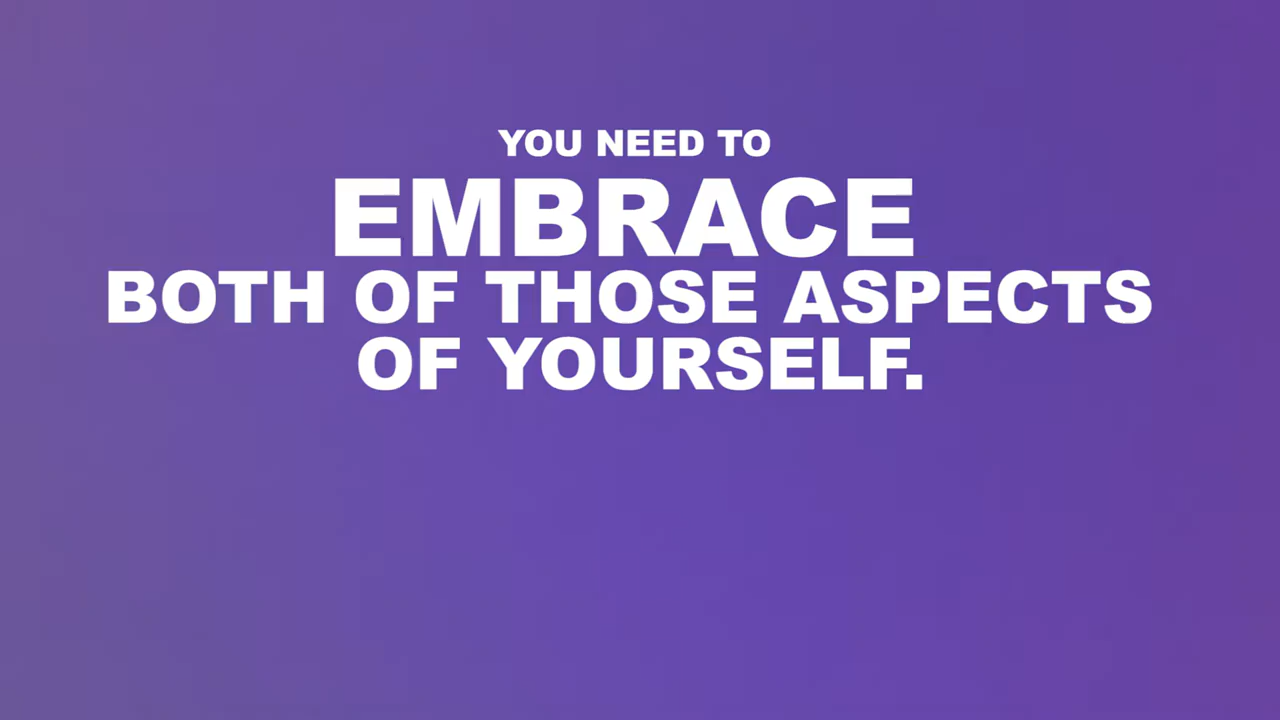 YOU NEED TO
EMBRACE
BOTH OF THOSE ASPECTS
OF YOURSELF.